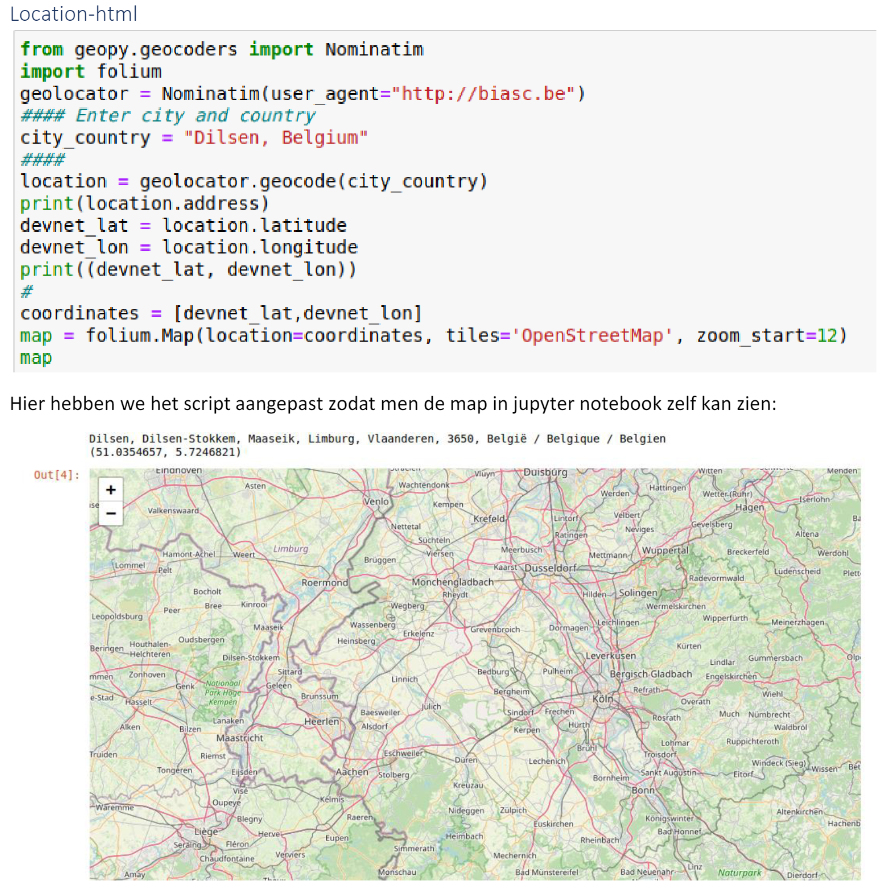 Location-html
from geopy.geocoders import Nominatim
import folium
geolocator = Nominatim(user_agent="http://biasc.be")
#### Enter city and country
city_country = "Dilsen, Belgium"
####
location = geolocator.geocode(city_country)
print(location.address)
devnet_lat = location.latitude
devnet_lon = location.longitude
print((devnet_lat, devnet_lon))
#
coordinates = [devnet_lat,devnet_lon]
map = folium.Map(location=coordinates, tiles='OpenStreetMap', zoom_start=12)
map
Hier hebben we het script aangepast zodat men de map in jupyter notebook zelf kan zien:
Dilsen, Dilsen-Stokkem, Maaseik, Limburg, Vlaanderen, 3650, België / Belgique / Belgien
(51.0354657, 5.7246821)
Out[4]:
+
−
Eindhoven Vluyn Duisburg Witten Menden
Asten Wachtendonk Werden Hattingen Wetter(Ruhr) Iserlohn
Valkenswaard Venlo Kempen Krefeld Lintorf Velbert Gevelsberg Hagen
Nettetal Ratingen Neviges Altena
Süchteln
Hamont-Achel Weert Limburg Brüggen Viersen Meerbusch Mettmann Wuppertal Breckerfeld Werdohl
Lommel Pelt Roermond Mönchengladbach Kaarst Düsseldorf Radevormwald Lüdenscheid Plett
Bocholt Rheydt Hilden Solingen
Peer Bree Kinrooi Wegberg Wermelskirchen
Leopoldsburg Maaseik Wassenberg Erkelenz Grevenbroich Dormagen Leichlingen Wipperfürth Meinerzhagen
Beringen Houthalen-Helchteren Oudsbergen Heinsberg Kürten
Dilsen-Stokkem Leverkusen Lindlar Gummersbach Olp
mmen Zonhoven Sittard Linnich Bedburg Pulheim Bergisch Gladbach Engelskirchen
Genk Nationaal Park Hoge Kempen Geleen Bergheim Refrath Wiehl
e-Stad Hasselt Brunssum Jülich Köln Overath
Lanaken Baesweiler Sindorf Frechen Rosrath Much Nümbrecht
Alken Bilzen Heerlen Alsdorf Kerpen Hürth Waldbröl
Maastricht Lohmar Ruppichteroth
Truiden Riemst Eschweiler Düren Lechenich Brühl Troisdorf Windeck (Sieg)
Tongeren Eijsden Aachen Stolberg Bornheim Sankt Augustin Eitorf Wissen
Visé Kreuzau Bonn
Waremme Oupeye Kelmis Nideggen Zülpich Altenkirchen
Blegny Raeren Euskirchen Königswinter Hachenb
Liège Herve Eupen Heimbach Rheinbach Bad Honnef
Seraing Fléron Simmerath
Chaudfontaine Verviers Mechernich Linz
Amay Monschau Bad Münstereifel Bad Neuenahr Naturpark Dierdorf